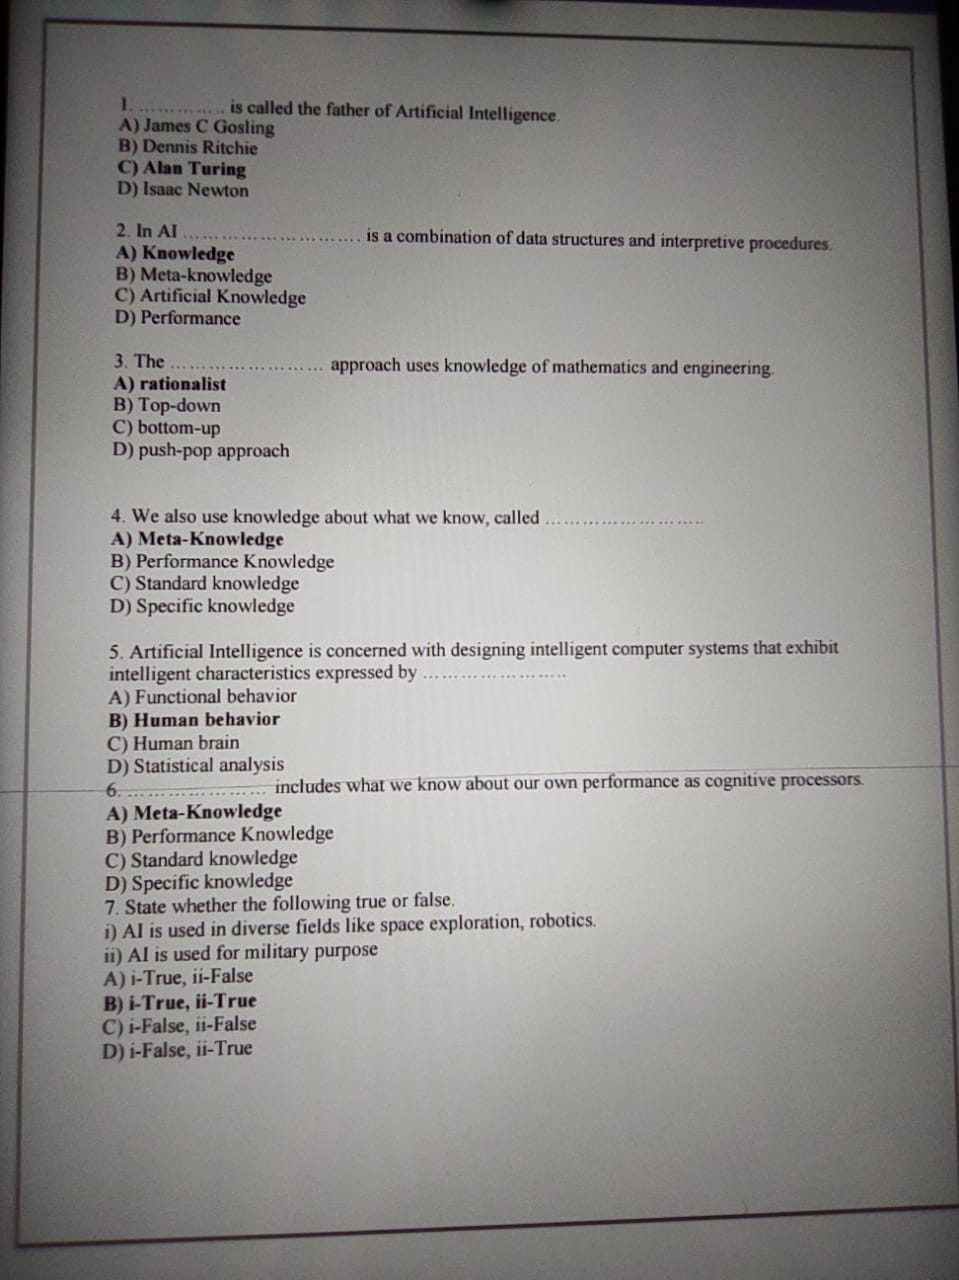 1. .............. is called the father of Artificial Intelligence.
A) James C Gosling
B) Dennis Ritchie
C) Alan Turing
D) Isaac Newton
2. In AI .............................. is a combination of data structures and interpretive procedures.
A) Knowledge
B) Meta-knowledge
C) Artificial Knowledge
D) Performance
3. The .......................... approach uses knowledge of mathematics and engineering.
A) rationalist
B) Top-down
C) bottom-up
D) push-pop approach
4. We also use knowledge about what we know, called ..........................
A) Meta-Knowledge
B) Performance Knowledge
C) Standard knowledge
D) Specific knowledge
5. Artificial Intelligence is concerned with designing intelligent computer systems that exhibit
intelligent characteristics expressed by ........................
A) Functional behavior
B) Human behavior
C) Human brain
D) Statistical analysis
6. ........................ includes what we know about our own performance as cognitive processors.
A) Meta-Knowledge
B) Performance Knowledge
C) Standard knowledge
D) Specific knowledge
7. State whether the following true or false.
i) AI is used in diverse fields like space exploration, robotics.
ii) AI is used for military purpose
A) i-True, ii-False
B) i-True, ii-True
C) i-False, ii-False
D) i-False, ii-True